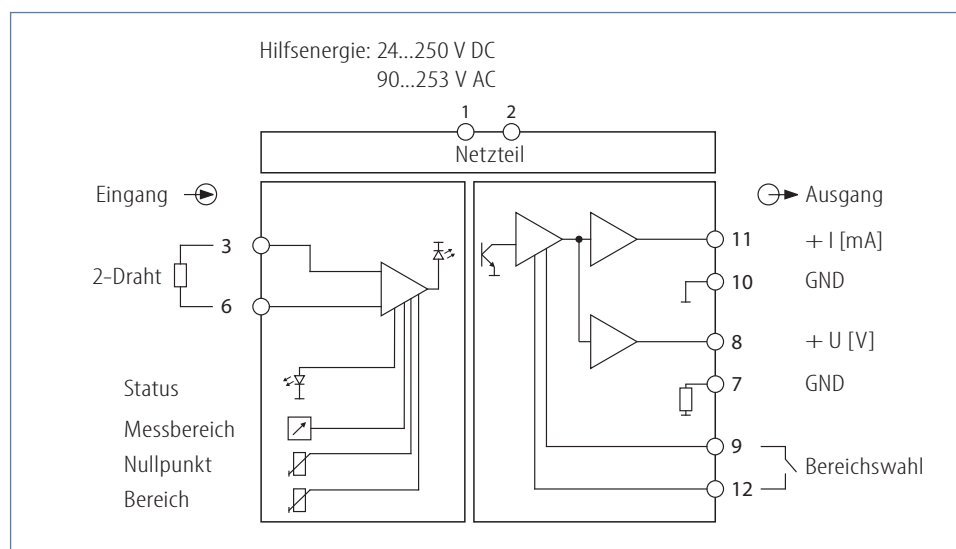 Hilfsenergie: 24...250 V DC
90...253 V AC
1 2
Netzteil
Eingang
Ausgang
3
11 + I [mA]
2-Draht
10 GND
6
8 + U [V]
7 GND
Status
Messbereich
9
Nullpunkt
Bereichswahl
12
Bereich